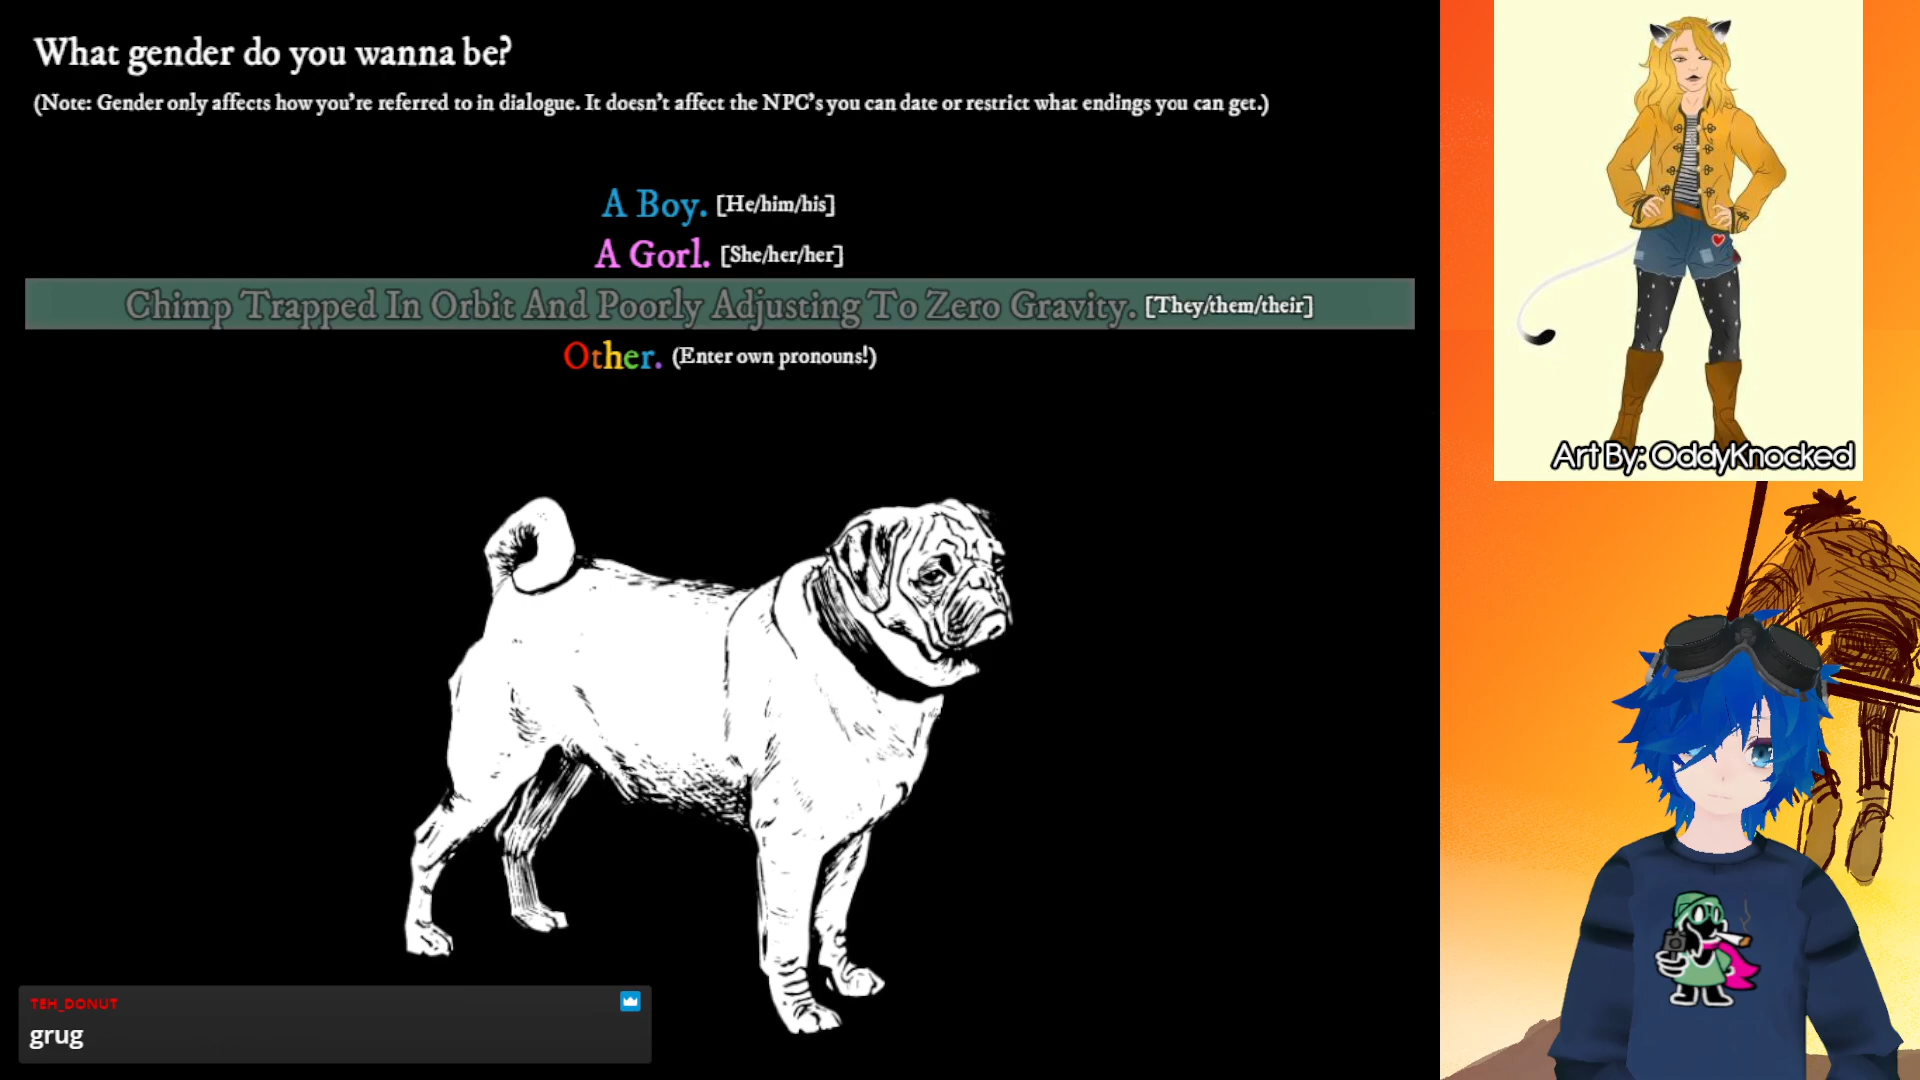 What gender do you wanna be?
(Note: Gender only affects how you're referred to in dialogue. It doesn't affect the NPC's you can date or restrict what endings you can get.)
A Boy. [He/him/his]
A Gorl. [She/her/her]
Chimp Trapped In Orbit And Poorly Adjusting To Zero Gravity. [They/them/their]
Other. (Enter own pronouns!)
Art By: OddyKnocked
TEH_DONUT
grug